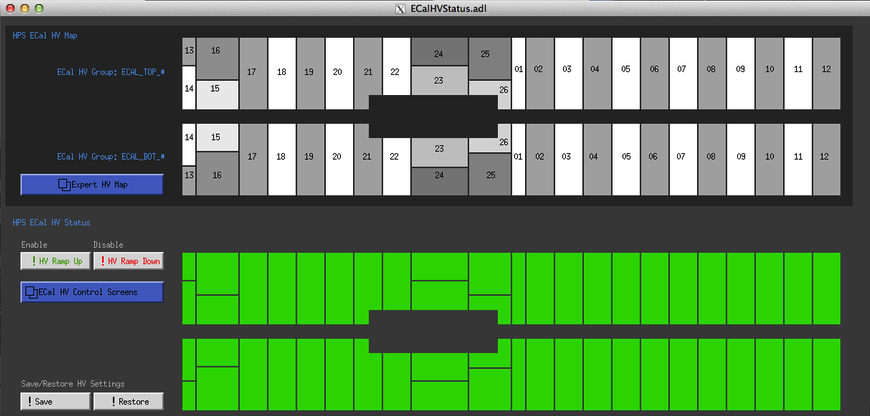 ECalHVStatus.adl
HPS ECal HV Map
ECal HV Group: ECAL_TOP_#
13 16 17 18 19 20 21 22 24 25 01 02 03 04 05 06 07 08 09 10 11 12
14 15 23 26
ECal HV Group: ECAL_BOT_#
14 15 17 18 19 20 21 22 23 26 01 02 03 04 05 06 07 08 09 10 11 12
13 16 24 25
Expert HV Map
HPS ECal HV Status
Enable Disable
! HV Ramp Up ! HV Ramp Down
ECal HV Control Screens
Save/Restore HV Settings
! Save ! Restore